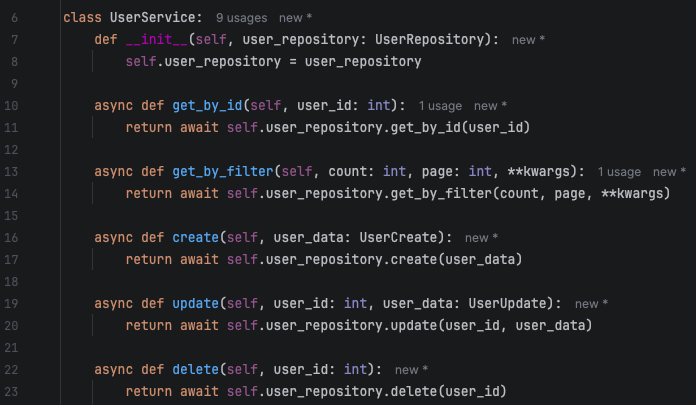 6 class UserService: 9 usages new *
7 def __init__(self, user_repository: UserRepository): new *
8 self.user_repository = user_repository
9
10 async def get_by_id(self, user_id: int): 1 usage new *
11 return await self.user_repository.get_by_id(user_id)
12
13 async def get_by_filter(self, count: int, page: int, **kwargs): 1 usage new *
14 return await self.user_repository.get_by_filter(count, page, **kwargs)
15
16 async def create(self, user_data: UserCreate): new *
17 return await self.user_repository.create(user_data)
18
19 async def update(self, user_id: int, user_data: UserUpdate): new *
20 return await self.user_repository.update(user_id, user_data)
21
22 async def delete(self, user_id: int): new *
23 return await self.user_repository.delete(user_id)